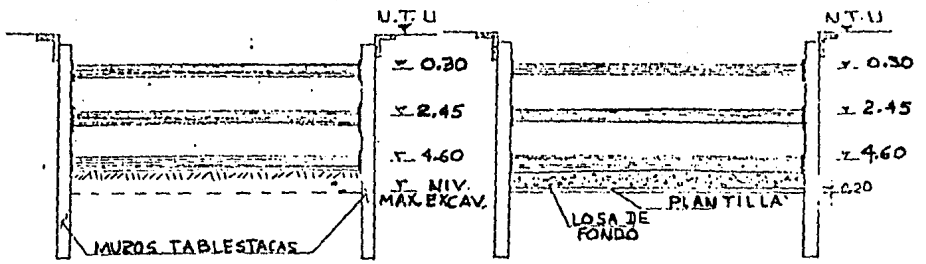 N.T.N
N.T.N
0.30
0.30
2.45
2.45
4.60
4.60
NIV.
MAX.EXCAV.
0.20
PLANTILLA
LOSA DE
FONDO
MUROS TABLESTACAS